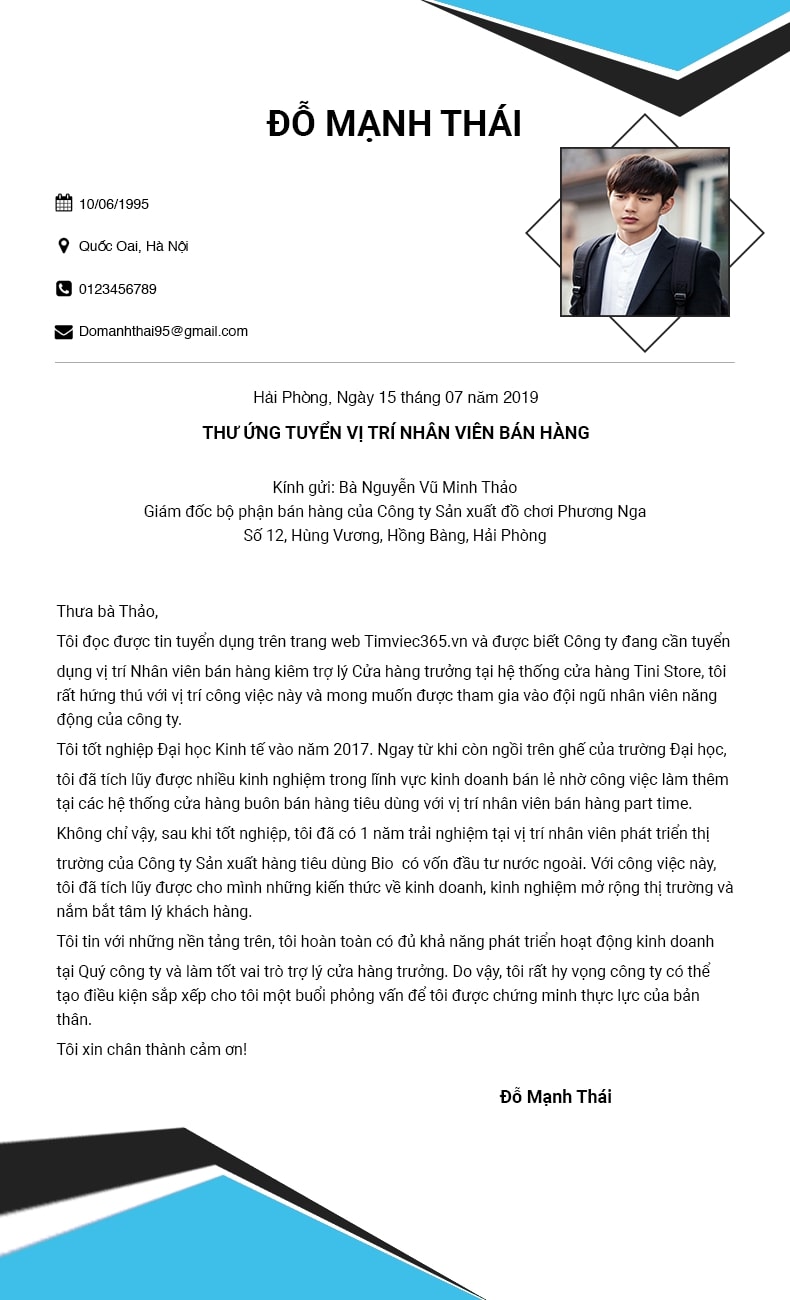 ĐỖ MẠNH THÁI
10/06/1995
Quốc Oai, Hà Nội
0123456789
Domanhthai95@gmail.com
Hải Phòng, Ngày 15 tháng 07 năm 2019
THƯ ỨNG TUYỂN VỊ TRÍ NHÂN VIÊN BÁN HÀNG
Kính gửi: Bà Nguyễn Vũ Minh Thảo
Giám đốc bộ phận bán hàng của Công ty Sản xuất đồ chơi Phương Nga
Số 12, Hùng Vương, Hồng Bàng, Hải Phòng
Thưa bà Thảo,
Tôi đọc được tin tuyển dụng trên trang web Timviec365.vn và được biết Công ty đang cần tuyển
dụng vị trí Nhân viên bán hàng kiêm trợ lý Cửa hàng trưởng tại hệ thống cửa hàng Tini Store, tôi
rất hứng thú với vị trí công việc này và mong muốn được tham gia vào đội ngũ nhân viên năng
động của công ty.
Tôi tốt nghiệp Đại học Kinh tế vào năm 2017. Ngay từ khi còn ngồi trên ghế của trường Đại học,
tôi đã tích lũy được nhiều kinh nghiệm trong lĩnh vực kinh doanh bán lẻ nhờ công việc làm thêm
tại các hệ thống cửa hàng buôn bán hàng tiêu dùng với vị trí nhân viên bán hàng part time.
Không chỉ vậy, sau khi tốt nghiệp, tôi đã có 1 năm trải nghiệm tại vị trí nhân viên phát triển thị
trường của Công ty Sản xuất hàng tiêu dùng Bio  có vốn đầu tư nước ngoài. Với công việc này,
tôi đã tích lũy được cho mình những kiến thức về kinh doanh, kinh nghiệm mở rộng thị trường và
nắm bắt tâm lý khách hàng.
Tôi tin với những nền tảng trên, tôi hoàn toàn có đủ khả năng phát triển hoạt động kinh doanh
tại Quý công ty và làm tốt vai trò trợ lý cửa hàng trưởng. Do vậy, tôi rất hy vọng công ty có thể
tạo điều kiện sắp xếp cho tôi một buổi phỏng vấn để tôi được chứng minh thực lực của bản
thân.
Tôi xin chân thành cảm ơn!
Đỗ Mạnh Thái